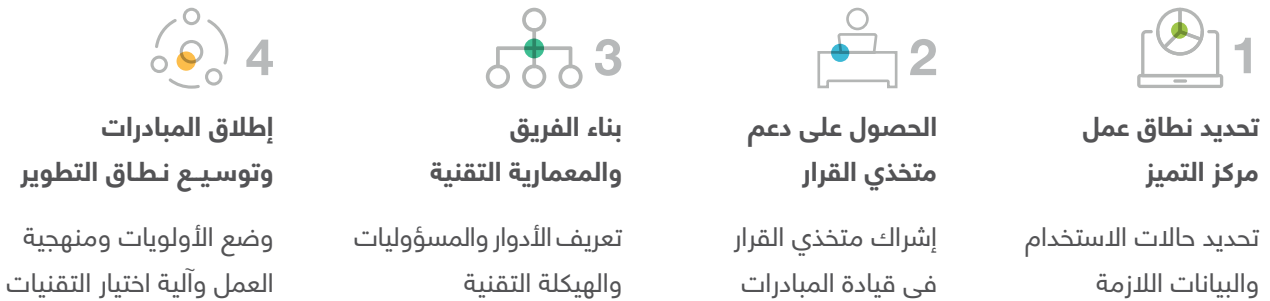 1
تحديد نطاق عمل
مركز التميز
تحديد حالات الاستخدام
والبيانات اللازمة
2
الحصول على دعم
متخذي القرار
إشراك متخذي القرار
في قيادة المبادرات
3
بناء الفريق
والمعمارية التقنية
تعريف الأدوار والمسؤوليات
والهيكلة التقنية
4
إطلاق المبادرات
وتوسيع نطاق التطوير
وضع الأولويات ومنهجية
العمل وآلية اختيار التقنيات